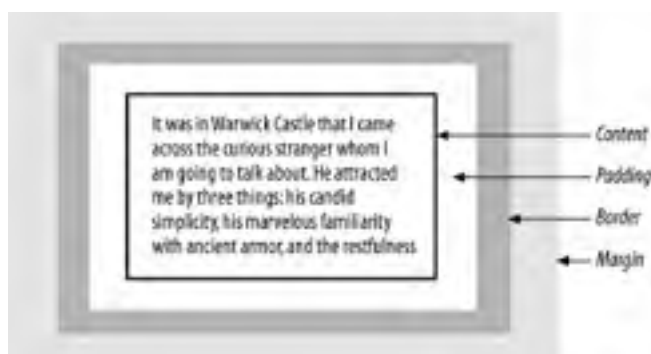 It was in Warwick Castle that I came
across the curious stranger whom I
am going to talk about. He attracted
me by three things: his candid
simplicity, his marvelous familiarity
with ancient armor, and the restfulness
Content
Padding
Border
Margin